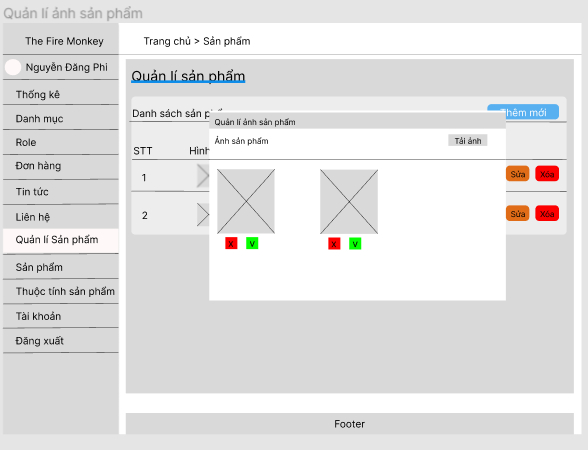 Quản lí ảnh sản phẩm
The Fire Monkey
Trang chủ > Sản phẩm
Nguyễn Đăng Phi
Quản lí sản phẩm
Thống kê
Danh mục
Role
Đơn hàng
Tin tức
Liên hệ
Quản lí Sản phẩm
Sản phẩm
Thuộc tính sản phẩm
Tài khoản
Đăng xuất
Danh sách sản
Thêm mới
STT
Hình
1
Sửa
Xóa
2
Sửa
Xóa
Quản lí ảnh sản phẩm
Ảnh sản phẩm
Tải ảnh
X
V
X
V
Footer